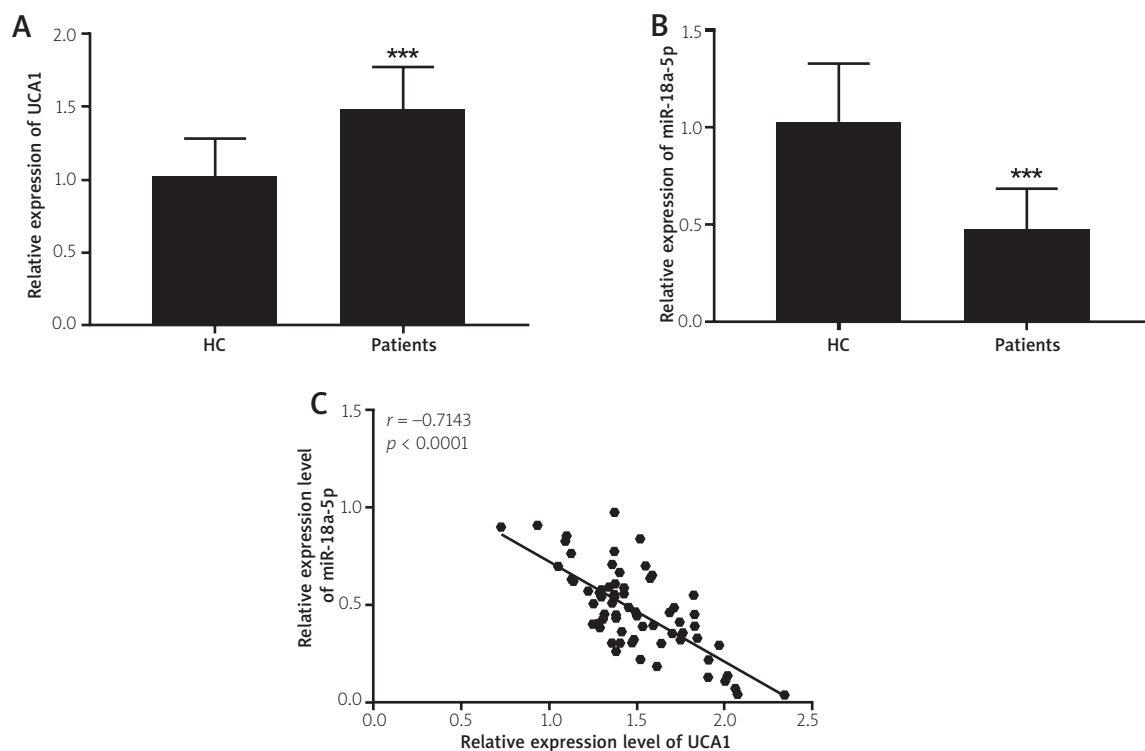 A
Relative expression of UCA1
2.0
1.5
1.0
0.5
0.0
***
HC
Patients
B
Relative expression of miR-18a-5p
1.5
1.0
0.5
0.0
***
HC
Patients
C
Relative expression level
of miR-18a-5p
1.5
1.0
0.5
0.0
r = −0.7143
p < 0.0001
0.0
0.5
1.0
1.5
2.0
2.5
Relative expression level of UCA1